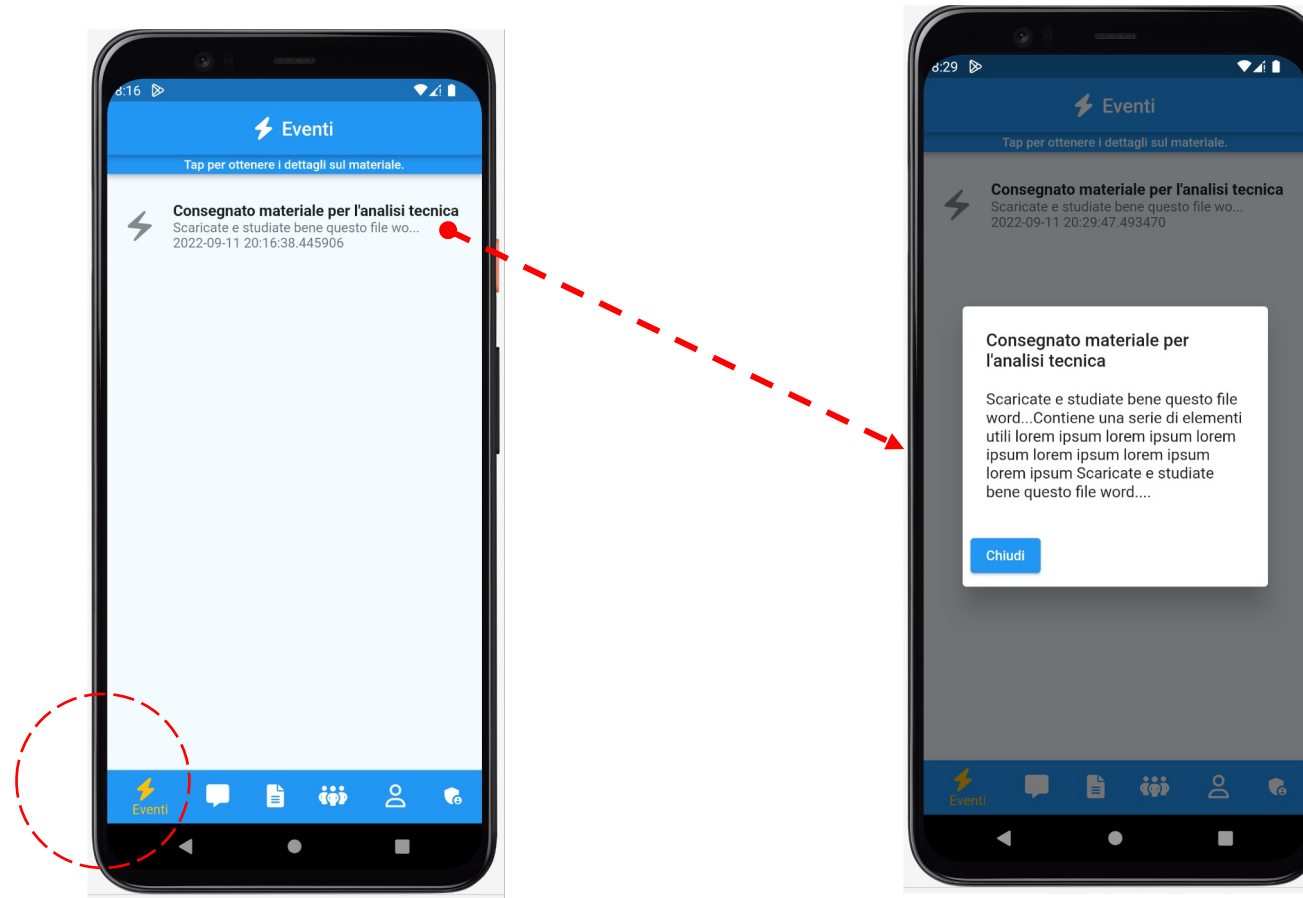 8:16
Eventi
Tap per ottenere i dettagli sul materiale.
Consegnato materiale per l'analisi tecnica
Scaricate e studiate bene questo file wo...
2022-09-11 20:16:38.445906
Eventi
8:29
Eventi
Tap per ottenere i dettagli sul materiale.
Consegnato materiale per l'analisi tecnica
Scaricate e studiate bene questo file wo...
2022-09-11 20:29:47.493470
Consegnato materiale per
l'analisi tecnica
Scaricate e studiate bene questo file
word...Contiene una serie di elementi
utili lorem ipsum lorem ipsum lorem
ipsum lorem ipsum lorem ipsum
lorem ipsum Scaricate e studiate
bene questo file word....
Chiudi
Eventi